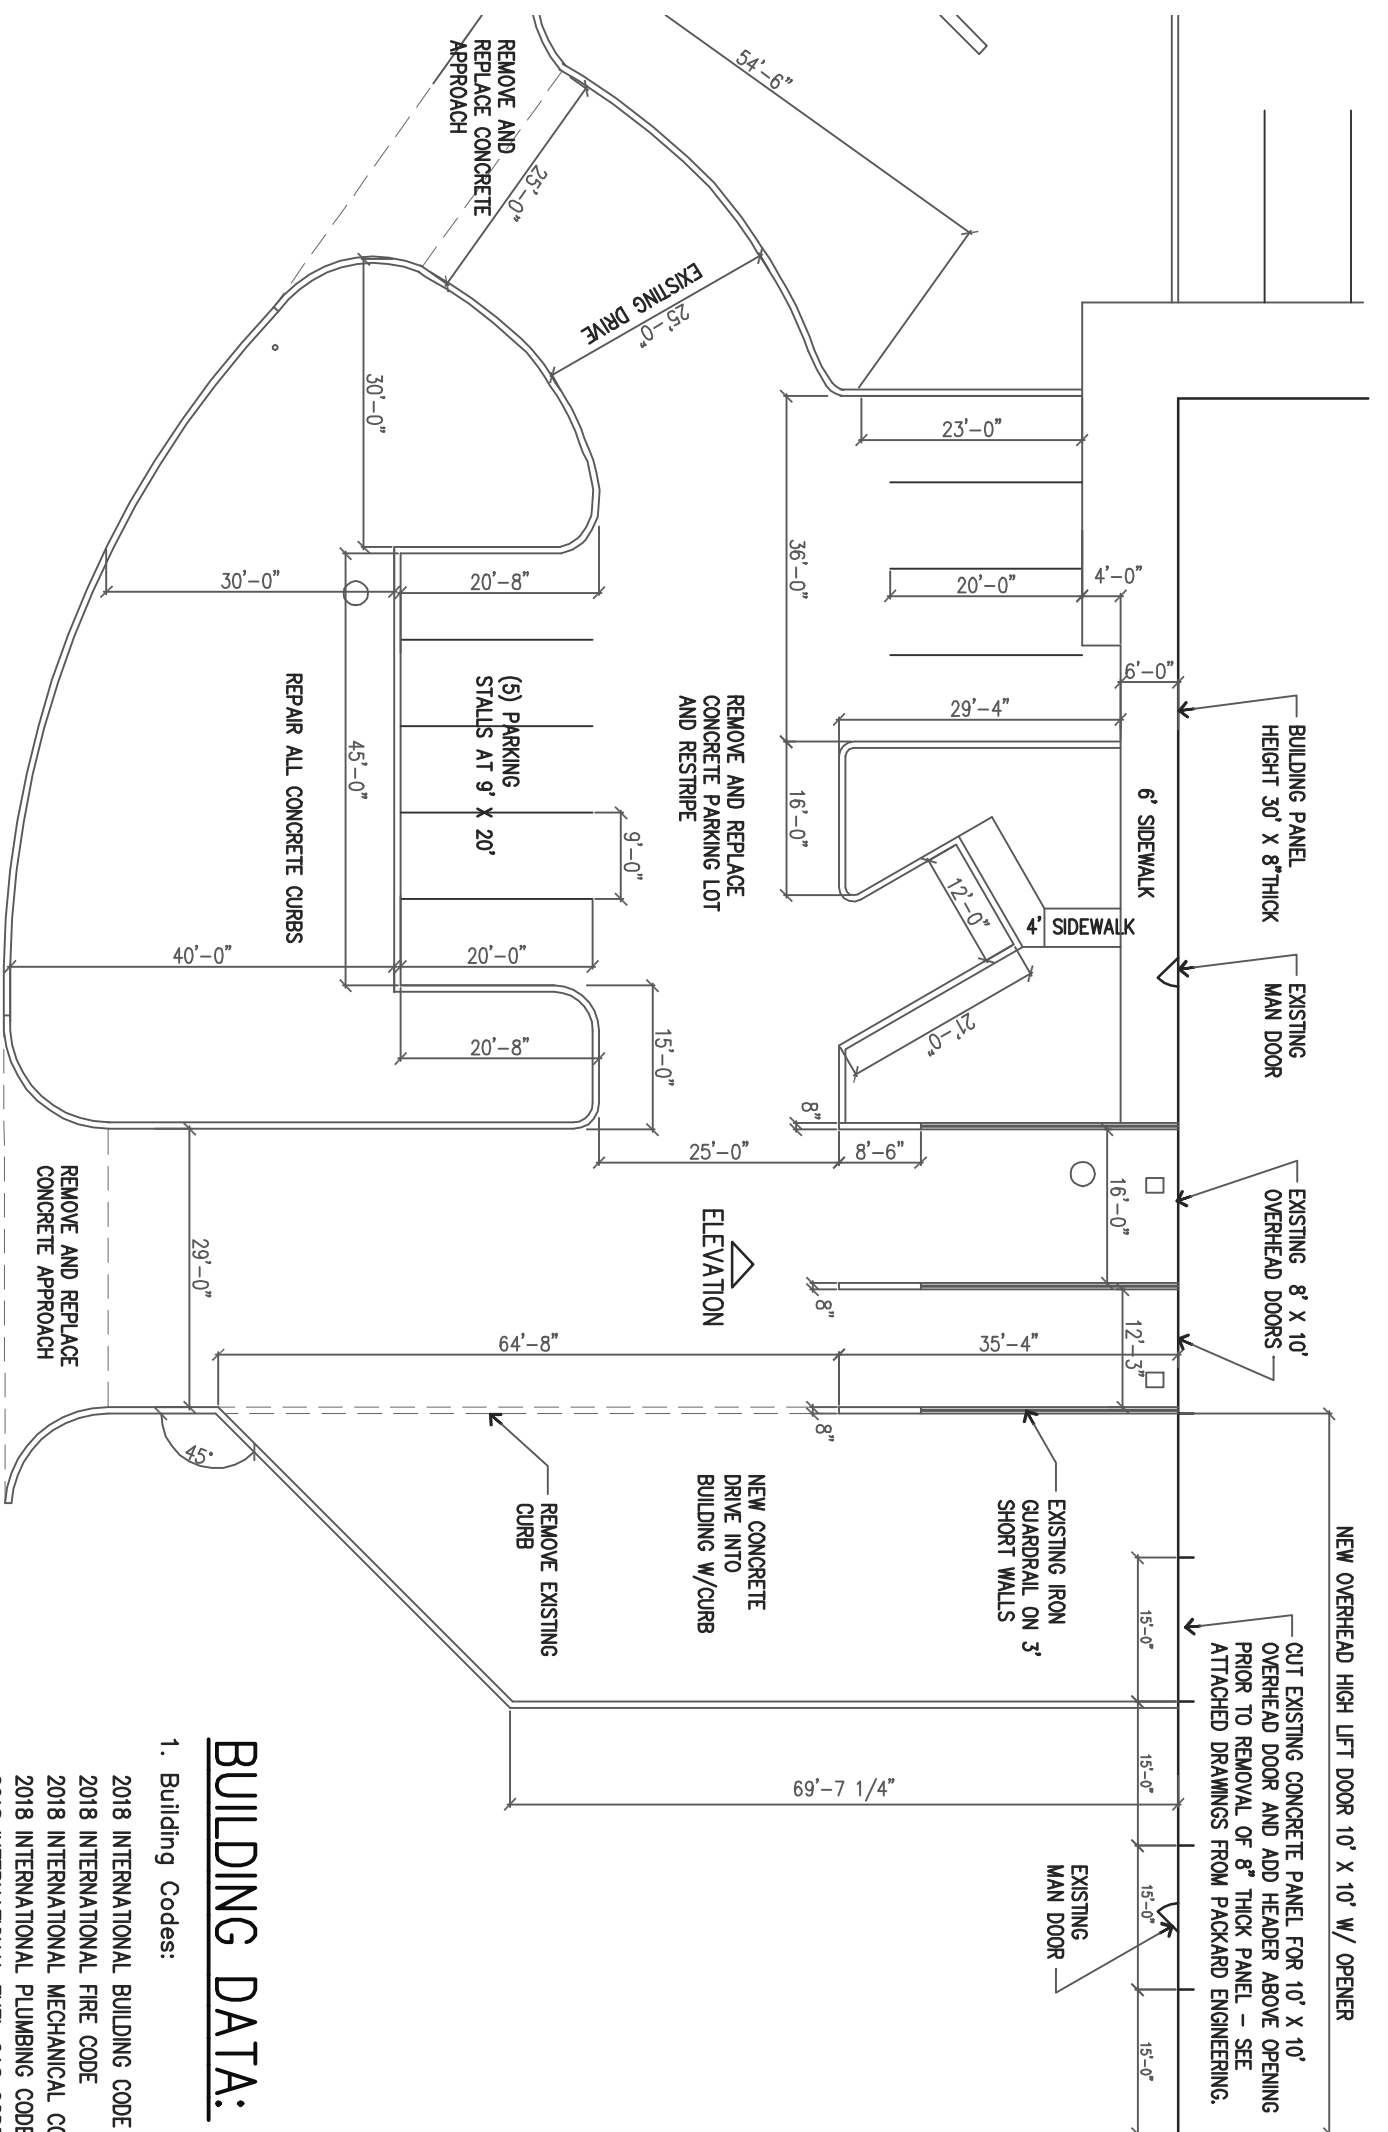 NEW OVERHEAD HIGH LIFT DOOR 10' X 10' W/ OPENER
BUILDING PANEL
HEIGHT 30' X 8"THICK
EXISTING
MAN DOOR
EXISTING 8' X 10'
OVERHEAD DOORS
CUT EXISTING CONCRETE PANEL FOR 10' X 10'
OVERHEAD DOOR AND ADD HEADER ABOVE OPENING
PRIOR TO REMOVAL OF 8" THICK PANEL – SEE
ATTACHED DRAWINGS FROM PACKARD ENGINEERING.
6'-0"
6' SIDEWALK
15'-0"
15'-0"
15'-0"
15'-0"
4'-0"
4' SIDEWALK
16'-0"
12'-3"
EXISTING
MAN DOOR
23'-0"
20'-0"
29'-4"
12'-0"
21'-0"
8'-6"
35'-4"
EXISTING IRON
GUARDRAIL ON 3'
SHORT WALLS
54'-6"
36'-0"
16'-0"
8"
8"
8"
69'-7 1/4"
REMOVE AND REPLACE
CONCRETE PARKING LOT
AND RESTRIPE
25'-0"
ELEVATION
NEW CONCRETE
DRIVE INTO
BUILDING W/CURB
EXISTING DRIVE
25'-0"
9'-0"
15'-0"
REMOVE AND
REPLACE CONCRETE
APPROACH
25'-0"
20'-8"
(5) PARKING
STALLS AT 9' X 20'
20'-0"
20'-8"
64'-8"
REMOVE EXISTING
CURB
30'-0"
45'-0"
REPAIR ALL CONCRETE CURBS
30'-0"
40'-0"
29'-0"
45°
REMOVE AND REPLACE
CONCRETE APPROACH
BUILDING DATA:
1. Building Codes:
2018 INTERNATIONAL BUILDING CODE
2018 INTERNATIONAL FIRE CODE
2018 INTERNATIONAL MECHANICAL
2018 INTERNATIONAL PLUMBING CODE